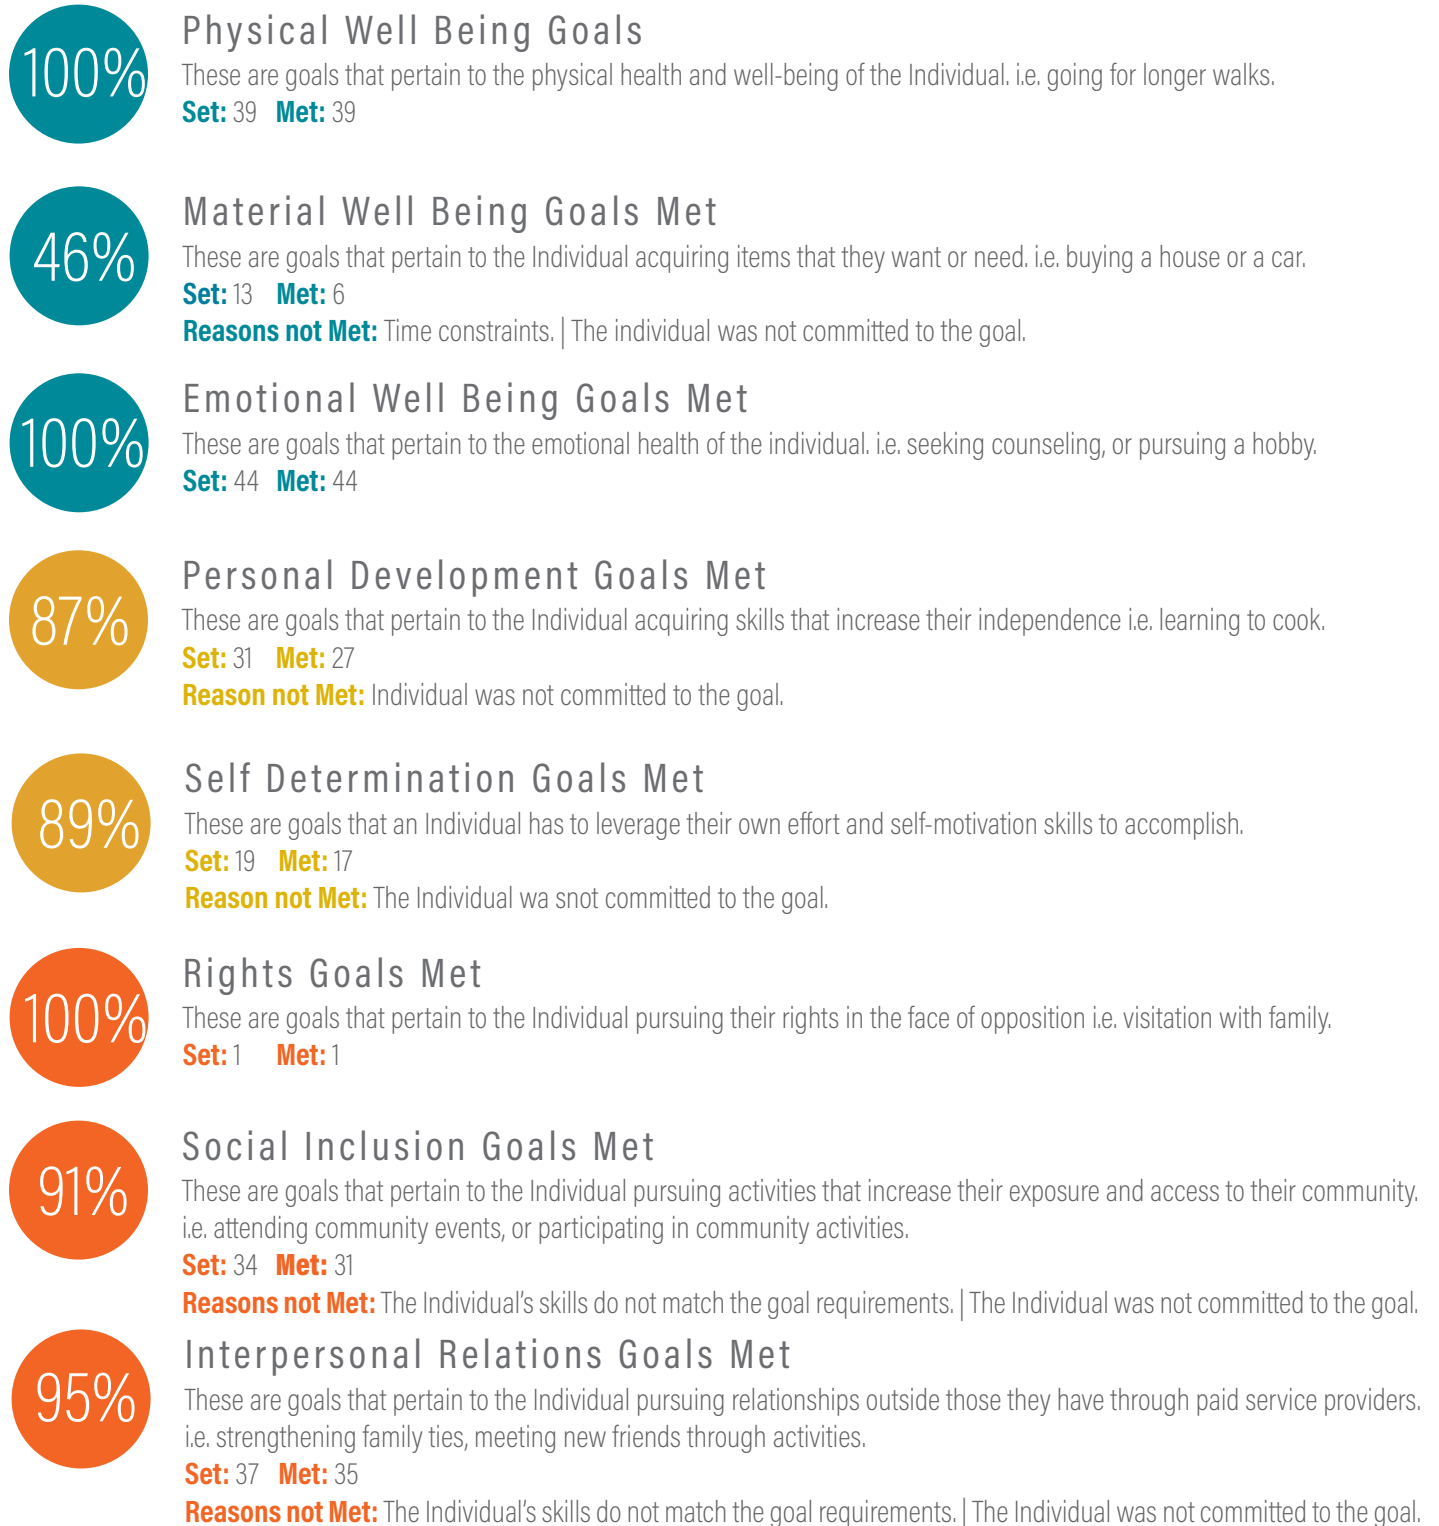 100%
Physical Well Being Goals
These are goals that pertain to the physical health and well-being of the Individual. i.e. going for longer walks.
Set: 39 Met: 39
46%
Material Well Being Goals Met
These are goals that pertain to the Individual acquiring items that they want or need. i.e. buying a house or a car.
Set: 13 Met: 6
Reasons not Met: Time constraints. | The individual was not committed to the goal.
100%
Emotional Well Being Goals Met
These are goals that pertain to the emotional health of the individual. i.e. seeking counseling, or pursuing a hobby.
Set: 44 Met: 44
87%
Personal Development Goals Met
These are goals that pertain to the Individual acquiring skills that increase their independence i.e. learning to cook.
Set: 31 Met: 27
Reason not Met: Individual was not committed to the goal.
89%
Self Determination Goals Met
These are goals that an Individual has to leverage their own effort and self-motivation skills to accomplish.
Set: 19 Met: 17
Reason not Met: The Individual wa snot committed to the goal.
100%
Rights Goals Met
These are goals that pertain to the Individual pursuing their rights in the face of opposition i.e. visitation with family.
Set: 1 Met: 1
91%
Social Inclusion Goals Met
These are goals that pertain to the Individual pursuing activities that increase their exposure and access to their community.
i.e. attending community events, or participating in community activities.
Set: 34 Met: 31
Reasons not Met: The Individual's skills do not match the goal requirements. | The Individual was not committed to the goal.
95%
Interpersonal Relations Goals Met
These are goals that pertain to the Individual pursuing relationships outside those they have through paid service providers.
i.e. strengthening family ties, meeting new friends through activities.
Set: 37 Met: 35
Reasons not Met: The Individual's skills do not match the goal requirements. | The Individual was not committed to the goal.